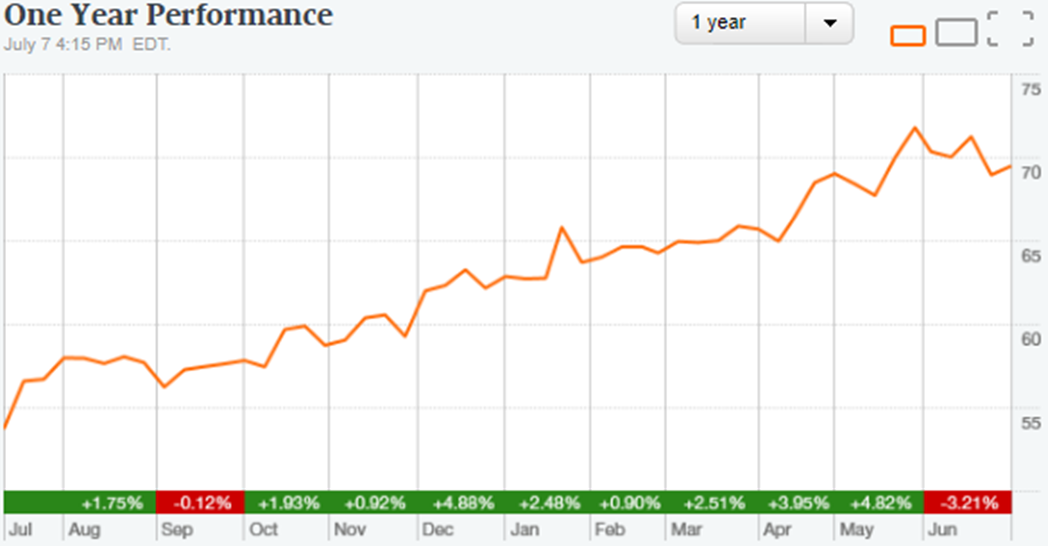 One Year Performance
July 7 4:15 PM EDT.
1 year
75
70
65
60
55
+1.75% -0.12% +1.93% +0.92% +4.88% +2.48% +0.90% +2.51% +3.95% +4.82% -3.21%
Jul Aug Sep Oct Nov Dec Jan Feb Mar Apr May Jun